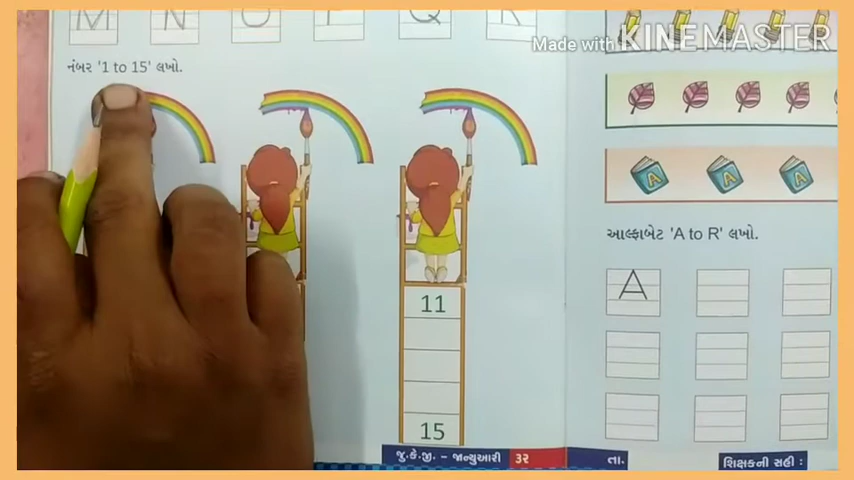 M N O P Q R
Made with KINEMASTER
નંબર '1 to 15' લખો.
A A A
આલ્ફાબેટ 'A to R' લખો.
A
11
15
જુ.કે.જી. - જાન્યુઆરી ૩૨
તા.
શિક્ષકની સહી :